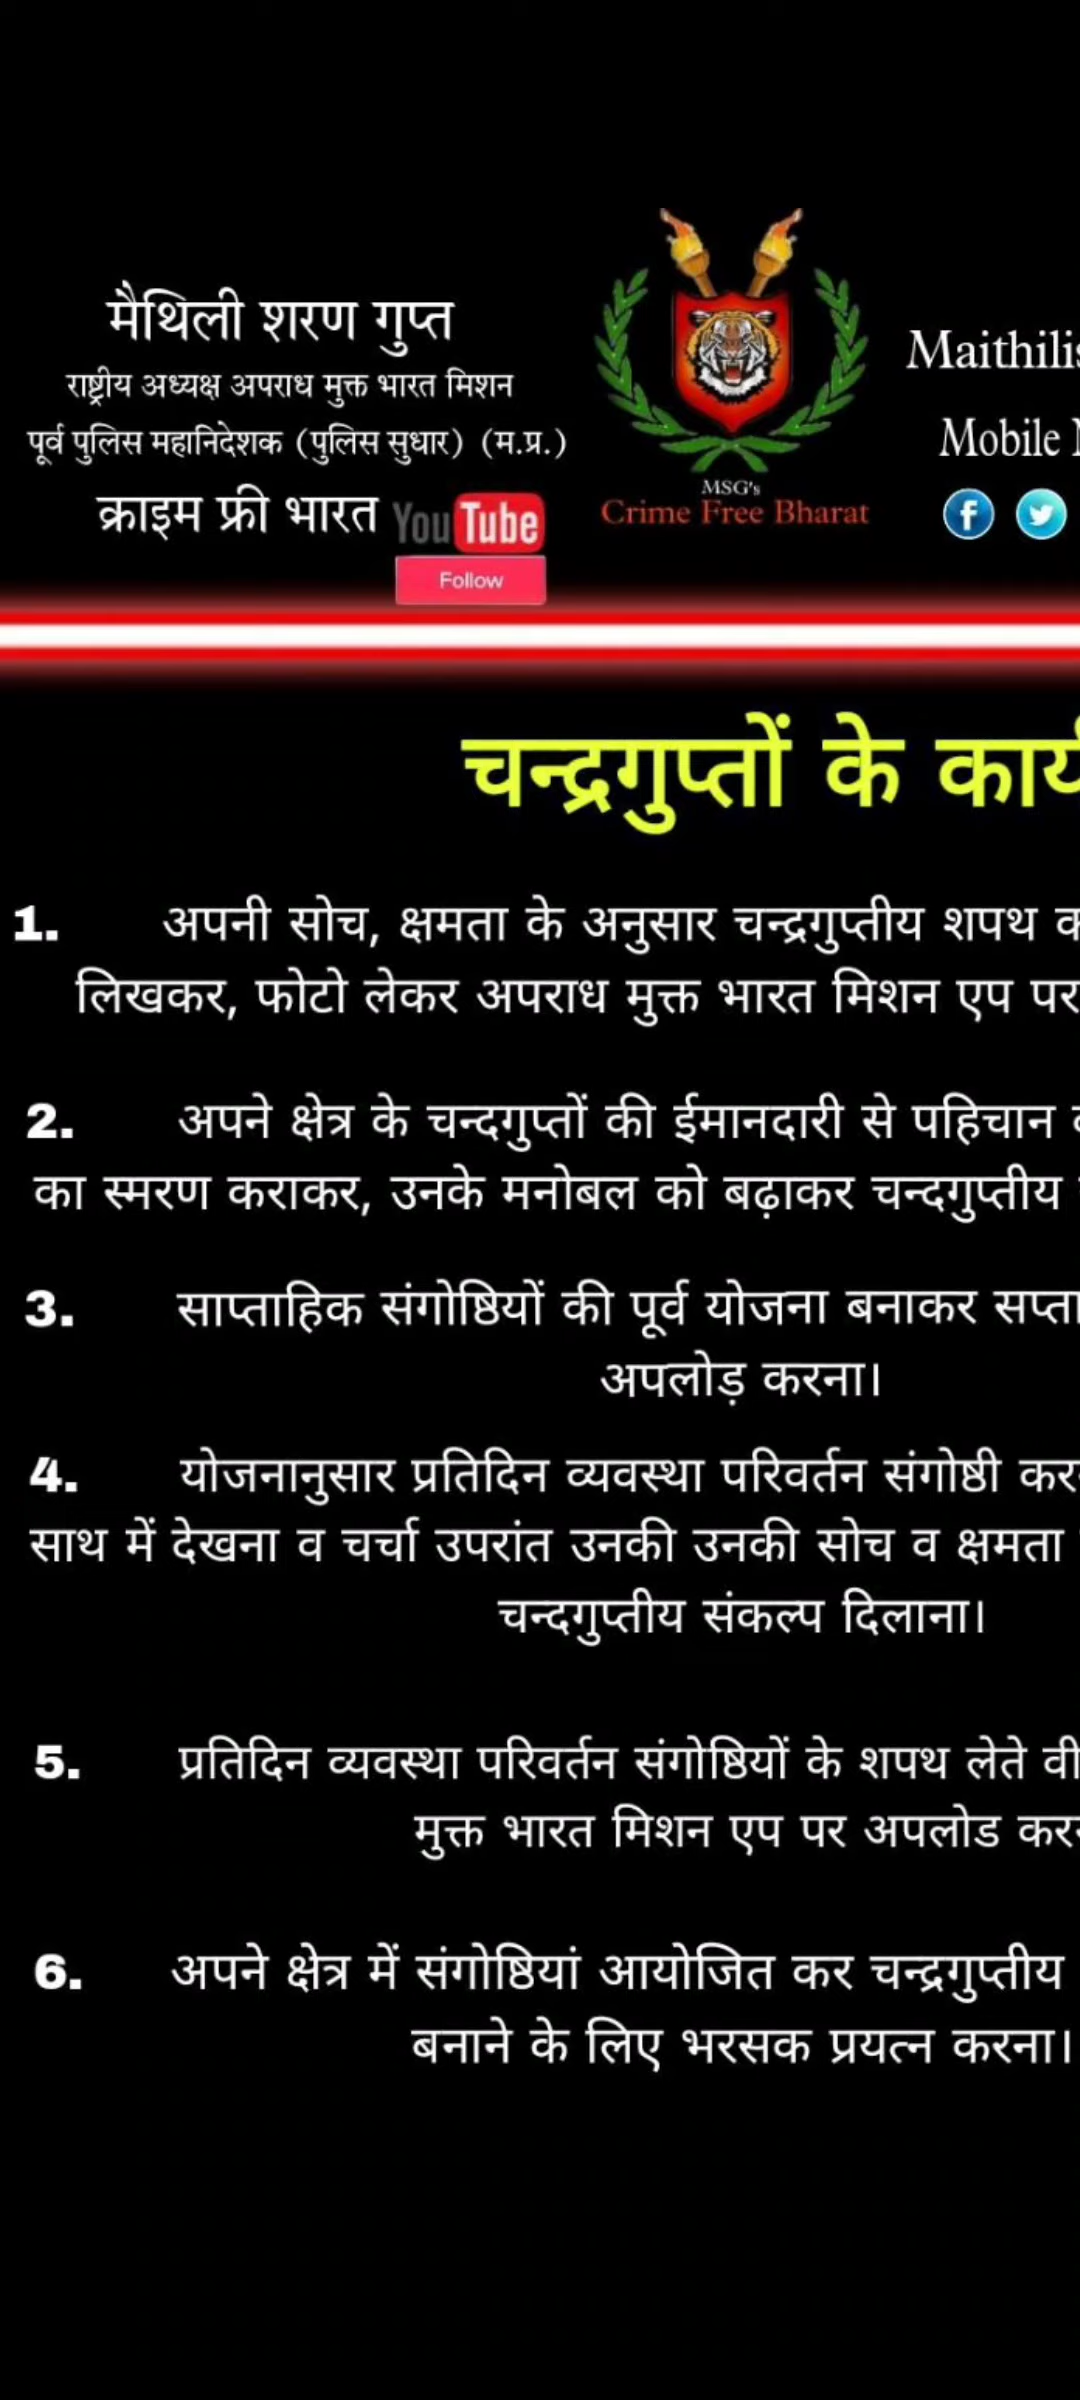 मैथिली शरण गुप्त
राष्ट्रीय अध्यक्ष अपराध मुक्त भारत मिशन
पूर्व पुलिस महानिदेशक (पुलिस सुधार) (म.प्र.)
क्राइम फ्री भारत YouTube
Follow
MSG's
Crime Free Bharat
Maithilis
Mobile
चन्द्रगुप्तों के कार्य
1. अपनी सोच, क्षमता के अनुसार चन्द्रगुप्तीय शपथ
लिखकर, फोटो लेकर अपराध मुक्त भारत मिशन एप पर
2. अपने क्षेत्र के चन्दगुप्तों की ईमानदारी से पहिचान
का स्मरण कराकर, उनके मनोबल को बढ़ाकर चन्दगुप्तीय
3. साप्ताहिक संगोष्ठियों की पूर्व योजना बनाकर सप्ता
अपलोड़ करना।
4. योजनानुसार प्रतिदिन व्यवस्था परिवर्तन संगोष्ठी कर
साथ में देखना व चर्चा उपरांत उनकी उनकी सोच व क्षमता
चन्दगुप्तीय संकल्प दिलाना।
5. प्रतिदिन व्यवस्था परिवर्तन संगोष्ठियों के शपथ लेते वी
मुक्त भारत मिशन एप पर अपलोड कर
6. अपने क्षेत्र में संगोष्ठियां आयोजित कर चन्द्रगुप्तीय
बनाने के लिए भरसक प्रयत्न करना।